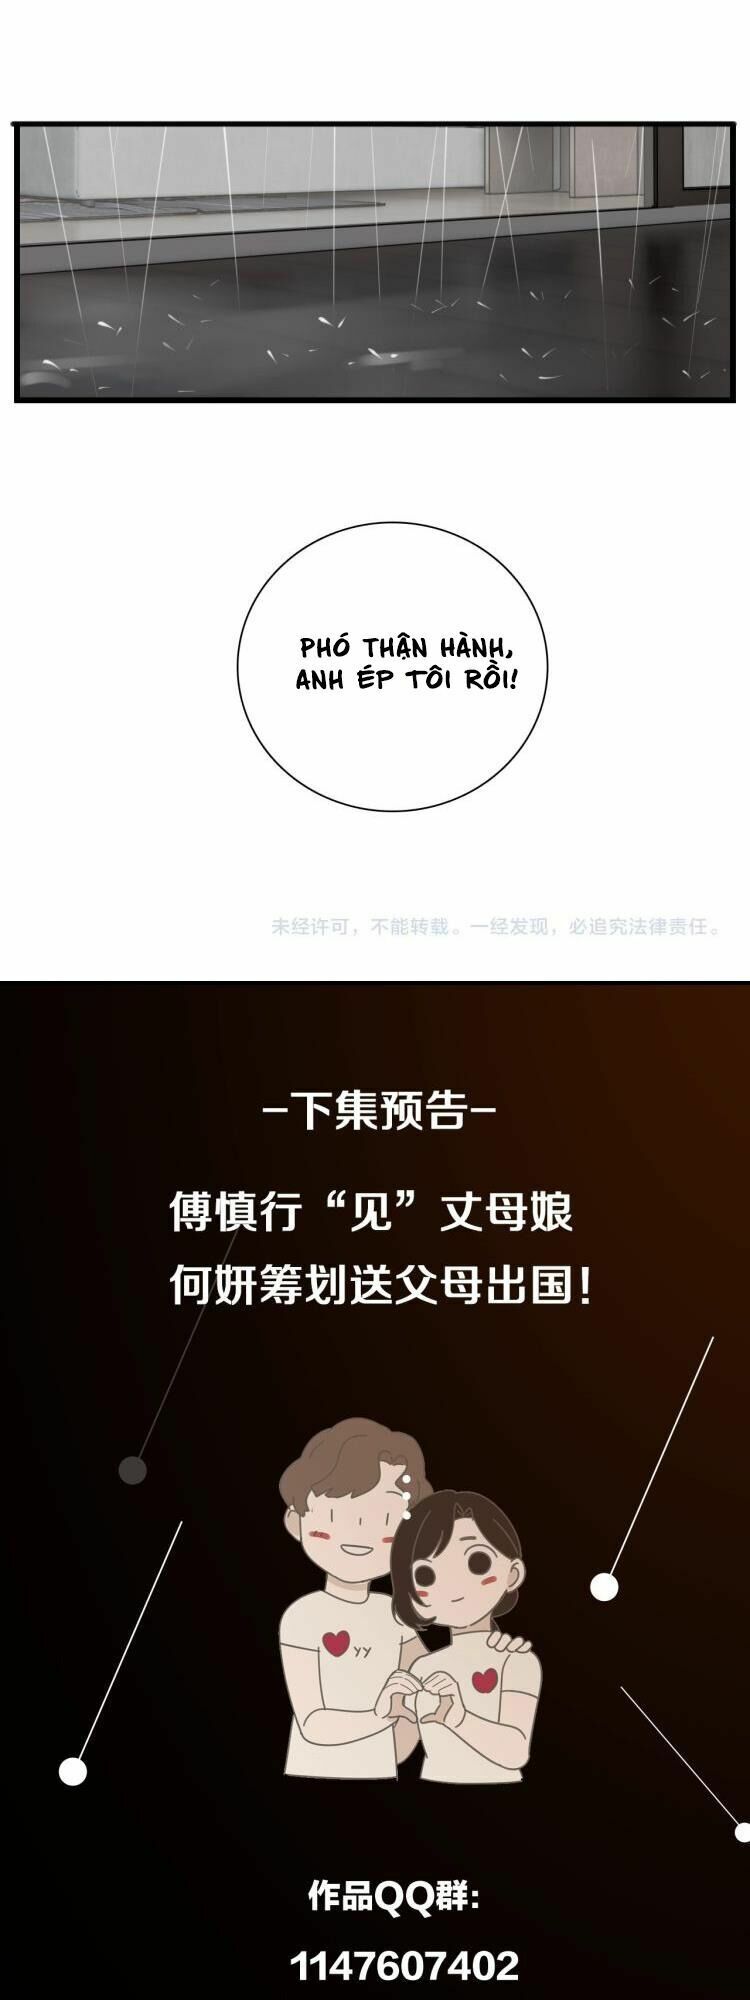 PHÓ THẬN HÀNH,
ANH ÉP TÔI RỒI!
未经许可，不能转载。一经发现，必追究法律责任。
–下集预告–
傅慎行“见”丈母娘
何妍筹划送父母出国！
YY
作品QQ群:
1147607402